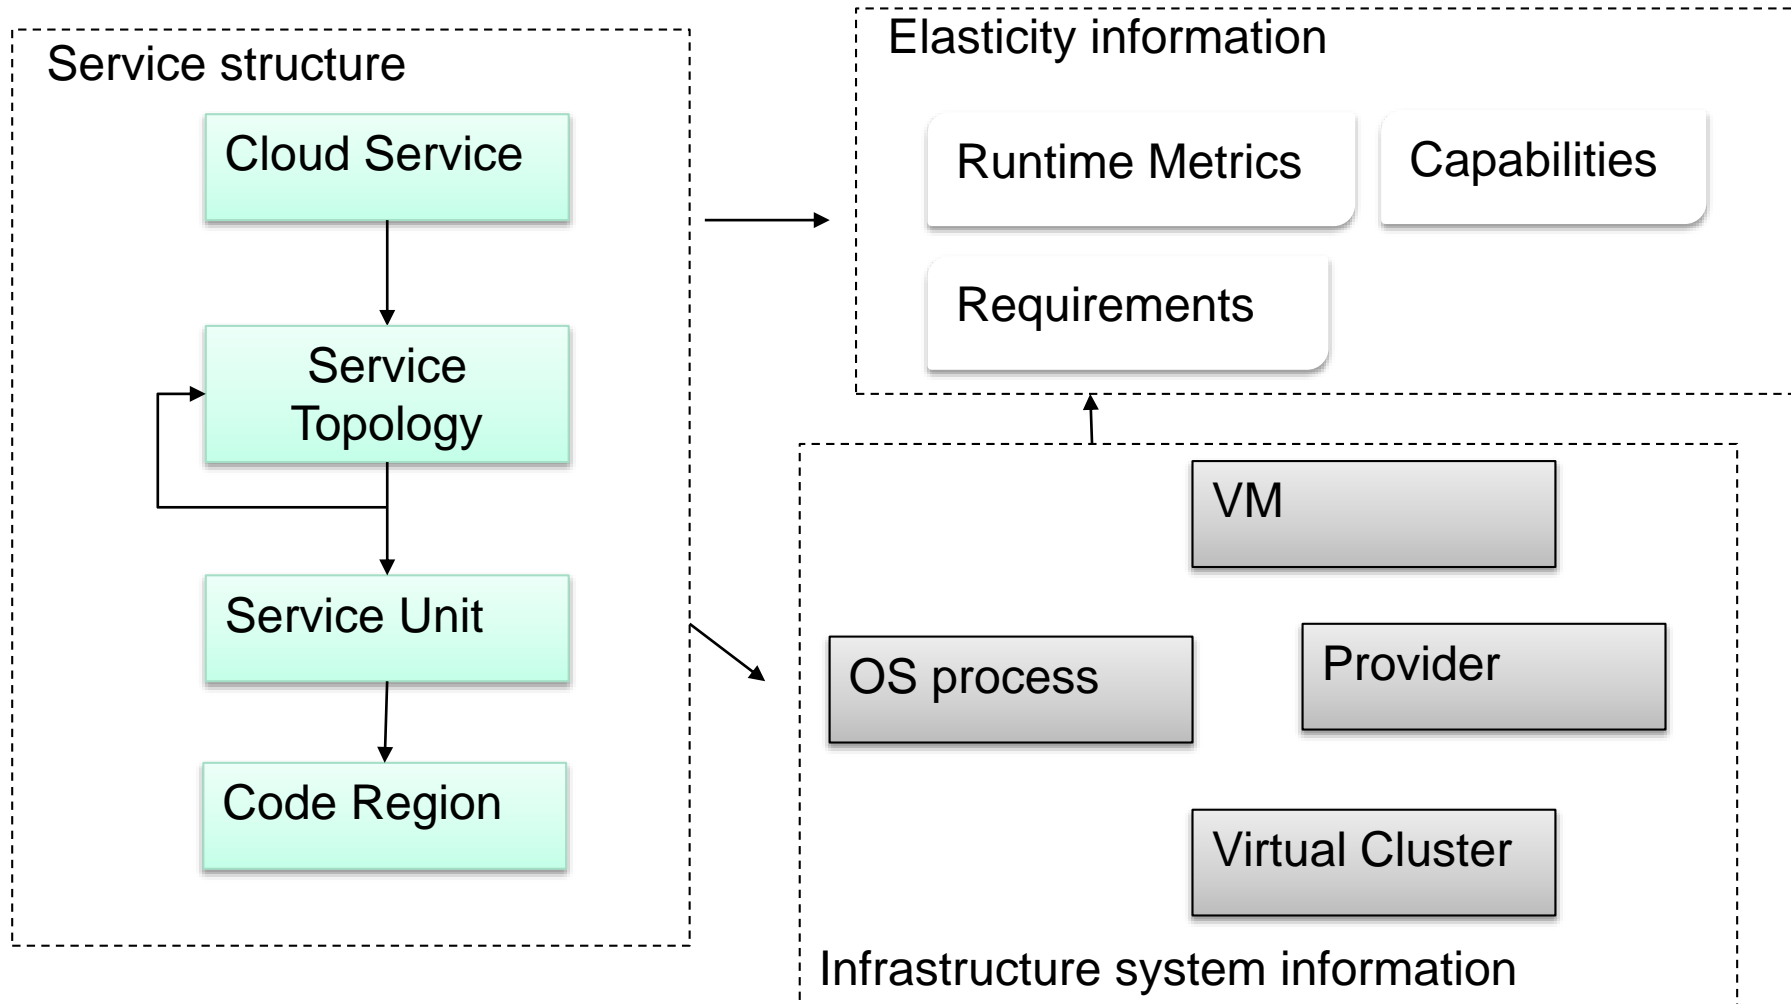 Service structure
Cloud Service
Service
Topology
Service Unit
Code Region
Elasticity information
Runtime Metrics
Capabilities
Requirements
VM
OS process
Provider
Virtual Cluster
Infrastructure system information